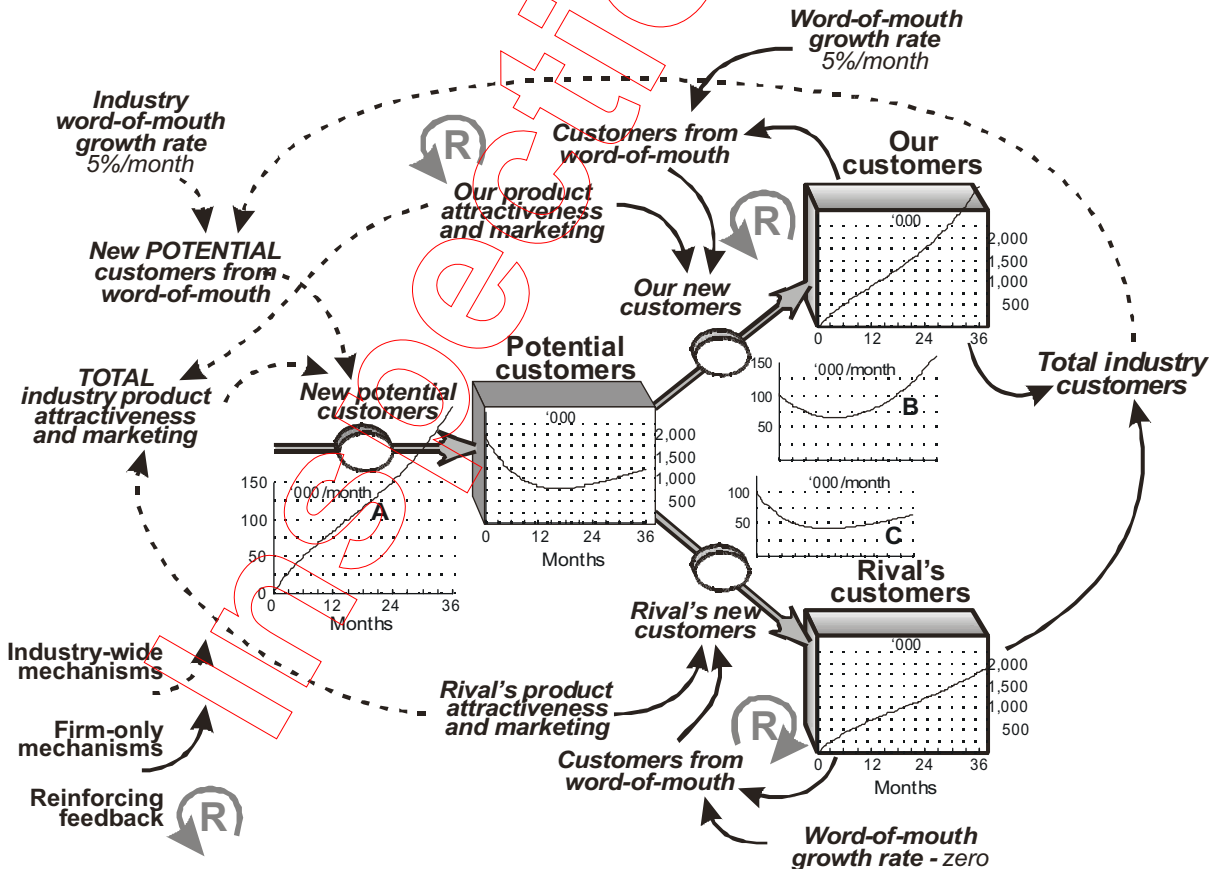 Word-of-mouth
growth rate
5%/month
Industry
word-of-mouth
growth rate
5%/month
Customers from
word-of-mouth
Our
customers
R
Our product
attractiveness
and marketing
R
‘000
2,000
1,500
1,000
500
0 12 24 36
Months
New POTENTIAL
customers from
word-of-mouth
Our new
customers
Potential
customers
‘000
2,000
1,500
1,000
500
0 12 24 36
Months
150
100
50
‘000/month
B
Total industry
customers
TOTAL
industry product
attractiveness
and marketing
New potential
customers
150
100
50
0
‘000/month
A
0 12 24 36
Months
100
50
‘000/month
C
Rival's
customers
‘000
2,000
1,500
1,000
500
0 12 24 36
Months
Rival's new
customers
Industry-wide
mechanisms
Rival's product
attractiveness
and marketing
Firm-only
mechanisms
R
Customers from
word-of-mouth
Reinforcing
feedback
R
Word-of-mouth
growth rate - zero
Inspectio